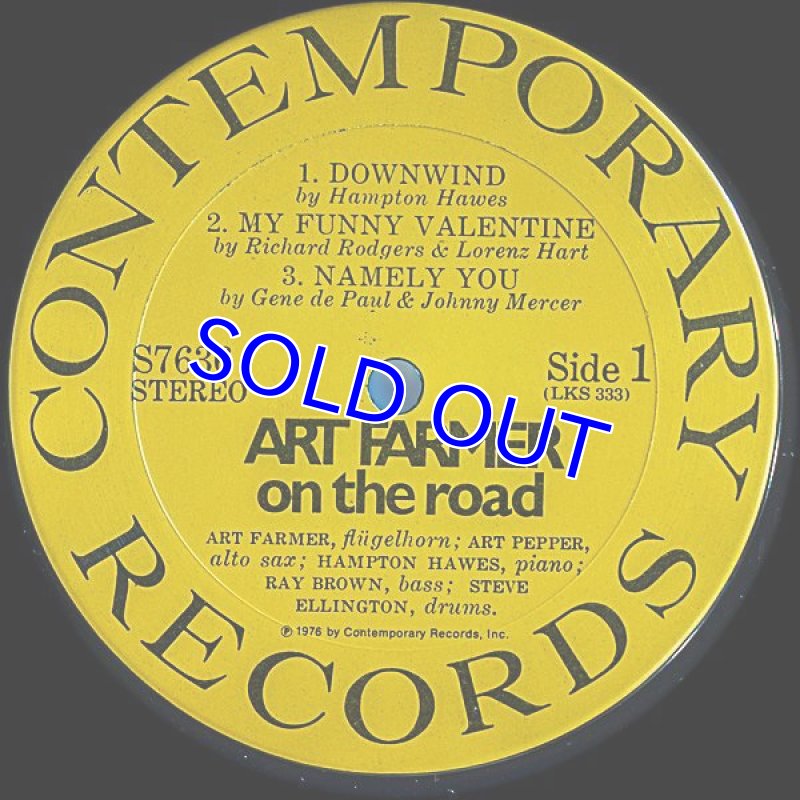 CONTEMPORARY
1. DOWNWIND
by Hampton Hawes
2. MY FUNNY VALENTINE
by Richard Rodgers & Lorenz Hart
3. NAMELY YOU
by Gene de Paul & Johnny Mercer
S7636 Side 1
STEREO (LKS 333)
SOLD OUT
ART FARMER
on the road
ART FARMER, flügelhorn; ART PEPPER,
alto sax; HAMPTON HAWES, piano;
RAY BROWN, bass; STEVE
ELLINGTON, drums.
℗ 1976 by Contemporary Records, Inc.
RECORDS